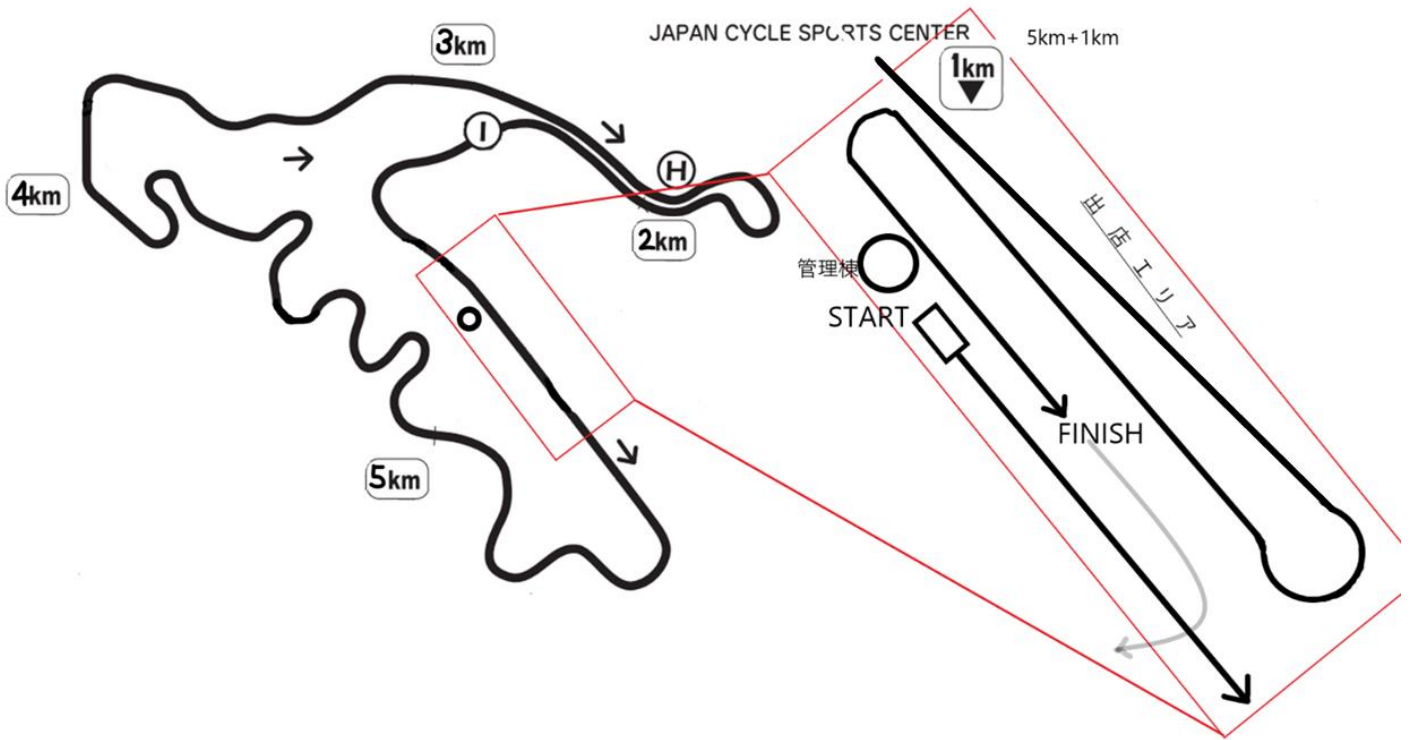 JAPAN CYCLE SPORTS CENTER
5km+1km
1km
3km
I
H
4km
2km
出店エリア
管理棟
START
FINISH
5km